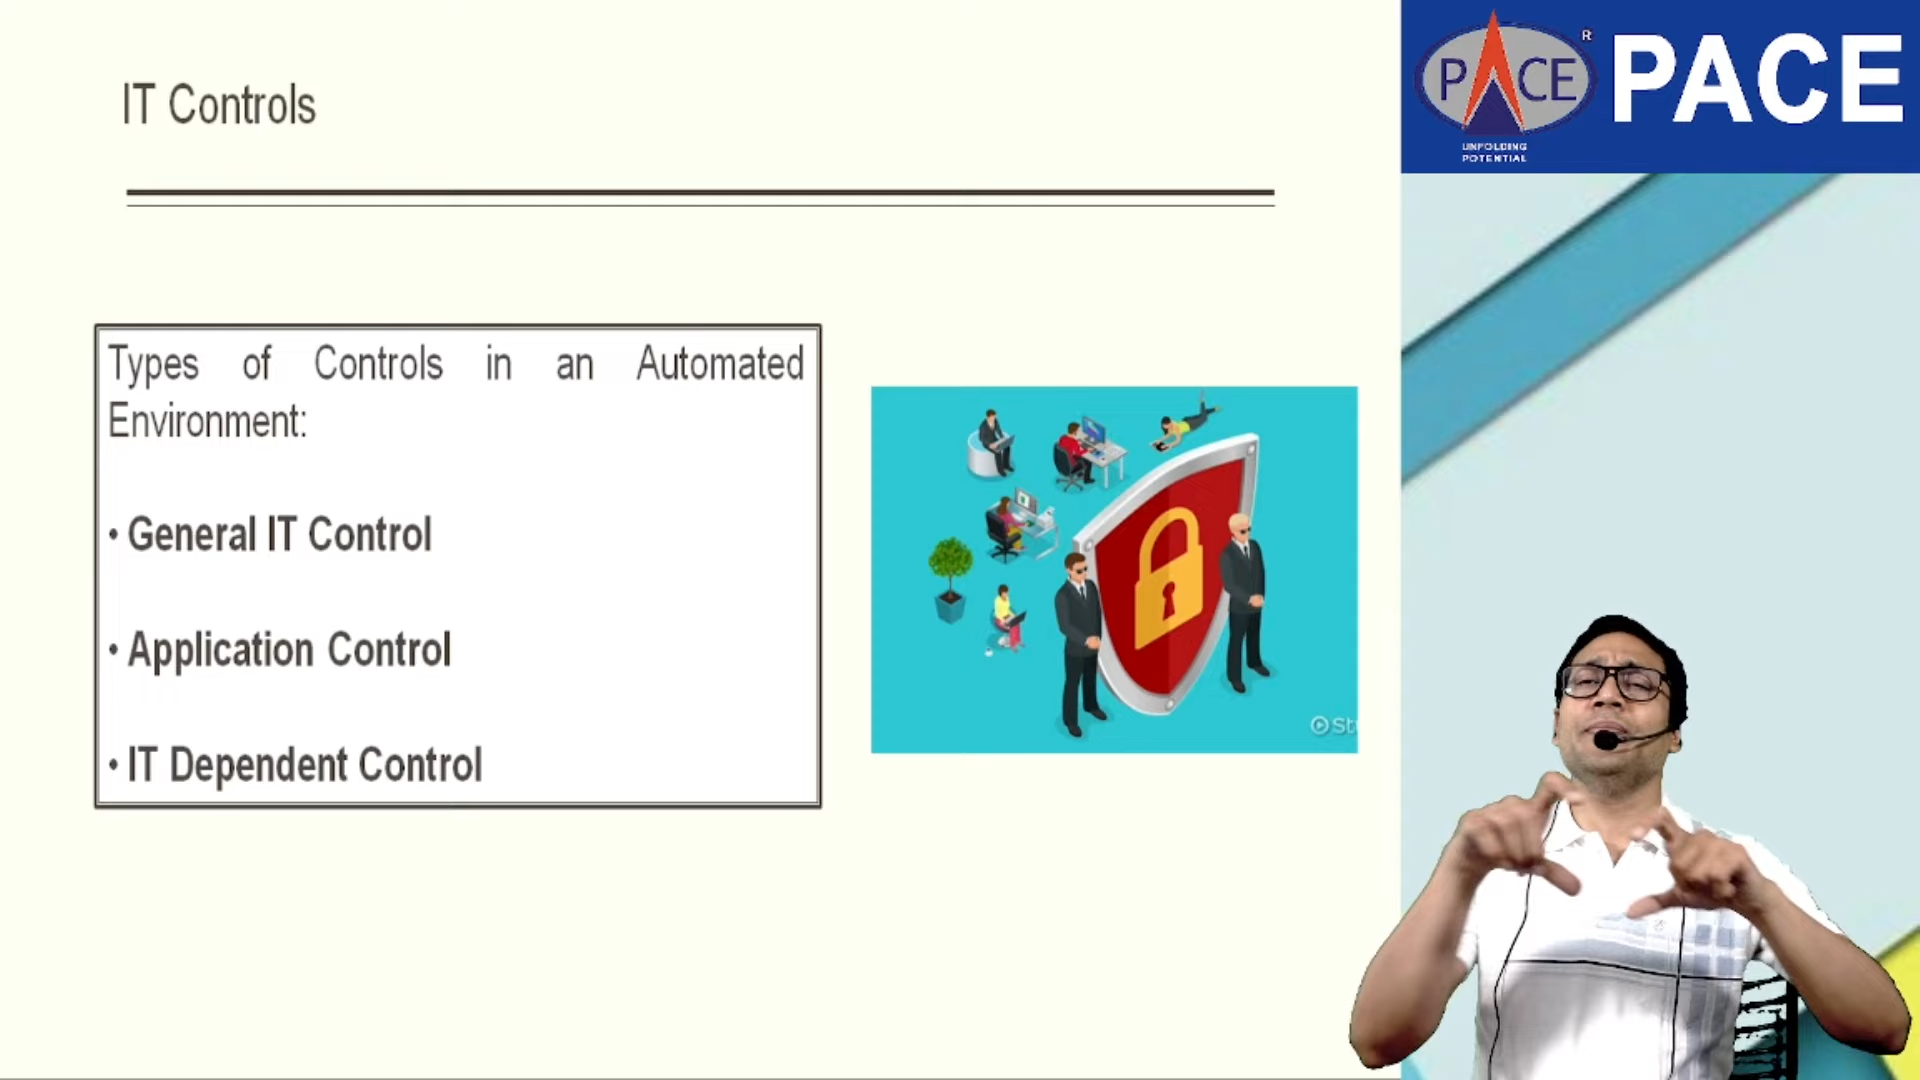 IT Controls
Types of Controls in an Automated
Environment:
• General IT Control
• Application Control
• IT Dependent Control
PACE
R
UNFOLDING
POTENTIAL
PACE
St